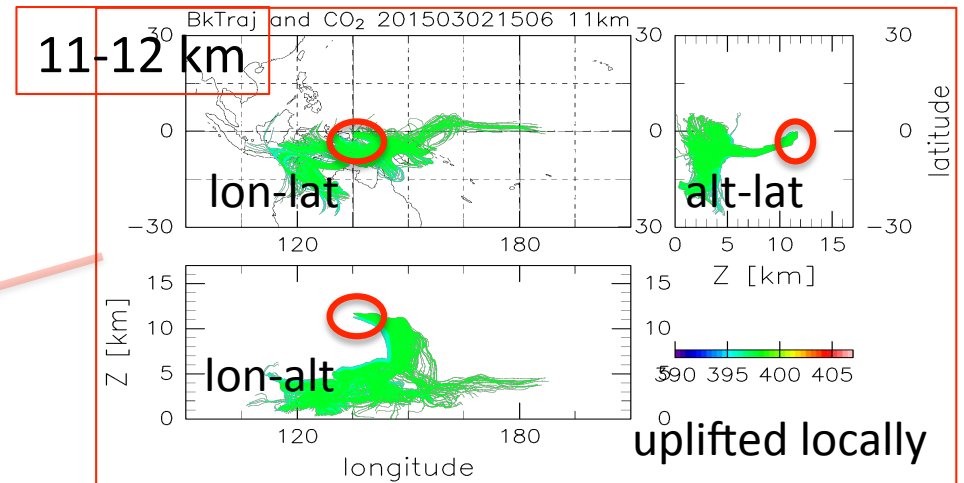 BkTraj and CO₂ 201503021506 11km
11-12 km
30
0
−30
120
180
lon-lat
30
0
−30
0
5
10
15
Z [km]
30
0
−30
latitude
alt-lat
15
10
5
0
Z [km]
120
180
longitude
lon-alt
15
10
5
0
390 395 400 405
uplifted locally